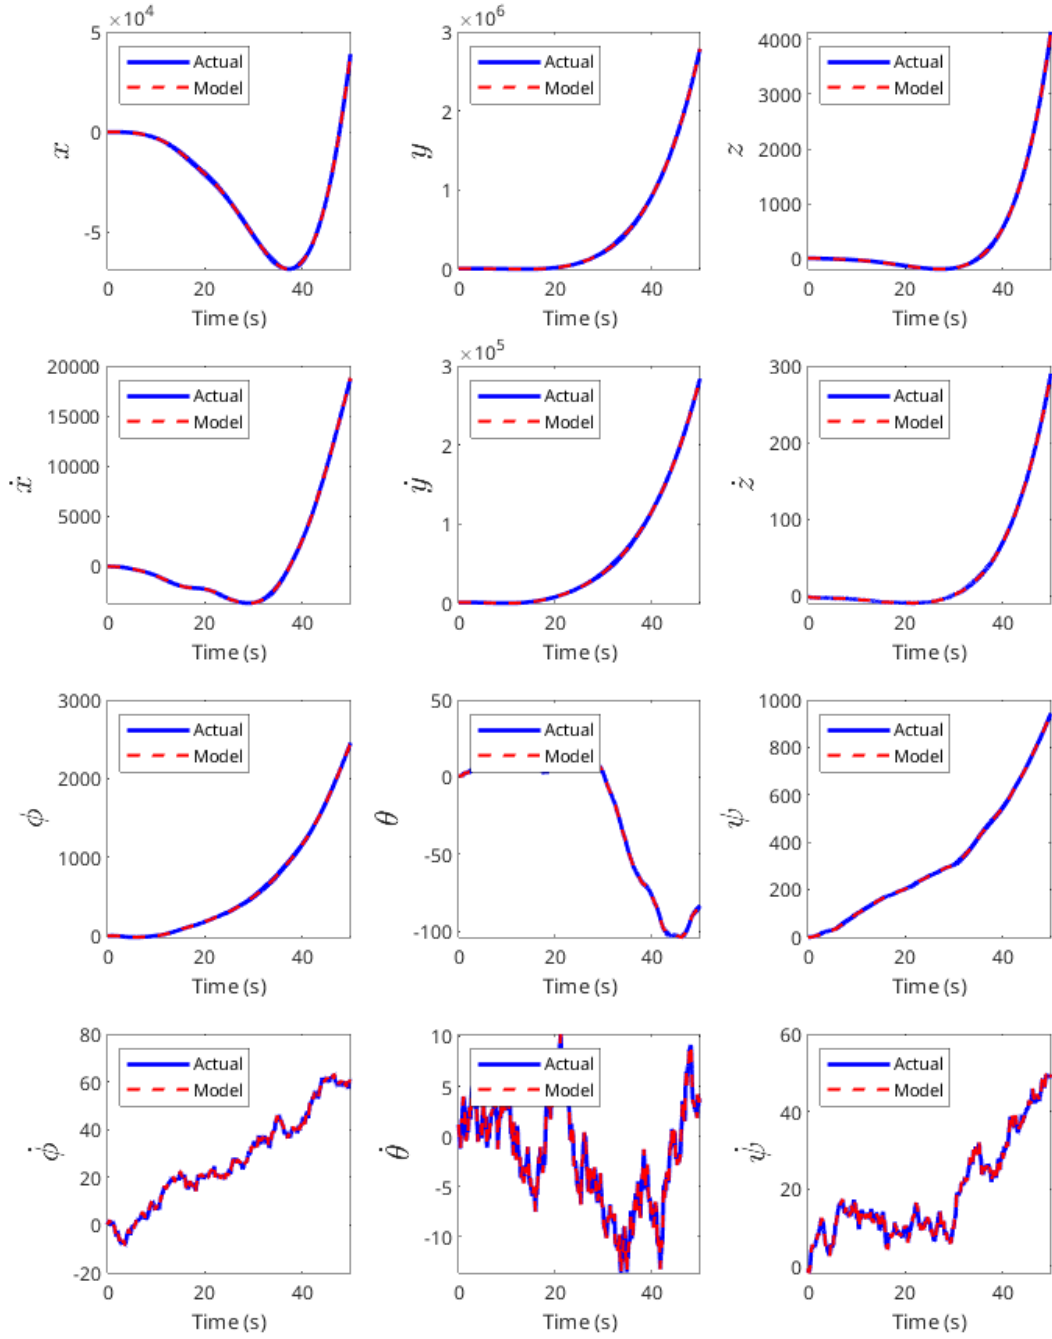 ×10⁴
5
0
-5
x
Actual
Model
0 20 40
Time (s)
×10⁶
3
2
1
0
y
Actual
Model
0 20 40
Time (s)
4000
3000
2000
1000
0
z
Actual
Model
0 20 40
Time (s)
20000
15000
10000
5000
0
ẋ
Actual
Model
0 20 40
Time (s)
×10⁵
3
2
1
0
ẏ
Actual
Model
0 20 40
Time (s)
300
200
100
0
ż
Actual
Model
0 20 40
Time (s)
3000
2000
1000
0
ϕ
Actual
Model
0 20 40
Time (s)
50
0
-50
-100
θ
Actual
Model
0 20 40
Time (s)
1000
800
600
400
200
0
ψ
Actual
Model
0 20 40
Time (s)
80
60
40
20
0
-20
ϕ̇
Actual
Model
0 20 40
Time (s)
10
5
0
-5
-10
θ̇
Actual
Model
0 20 40
Time (s)
60
40
20
0
ψ̇
Actual
Model
0 20 40
Time (s)